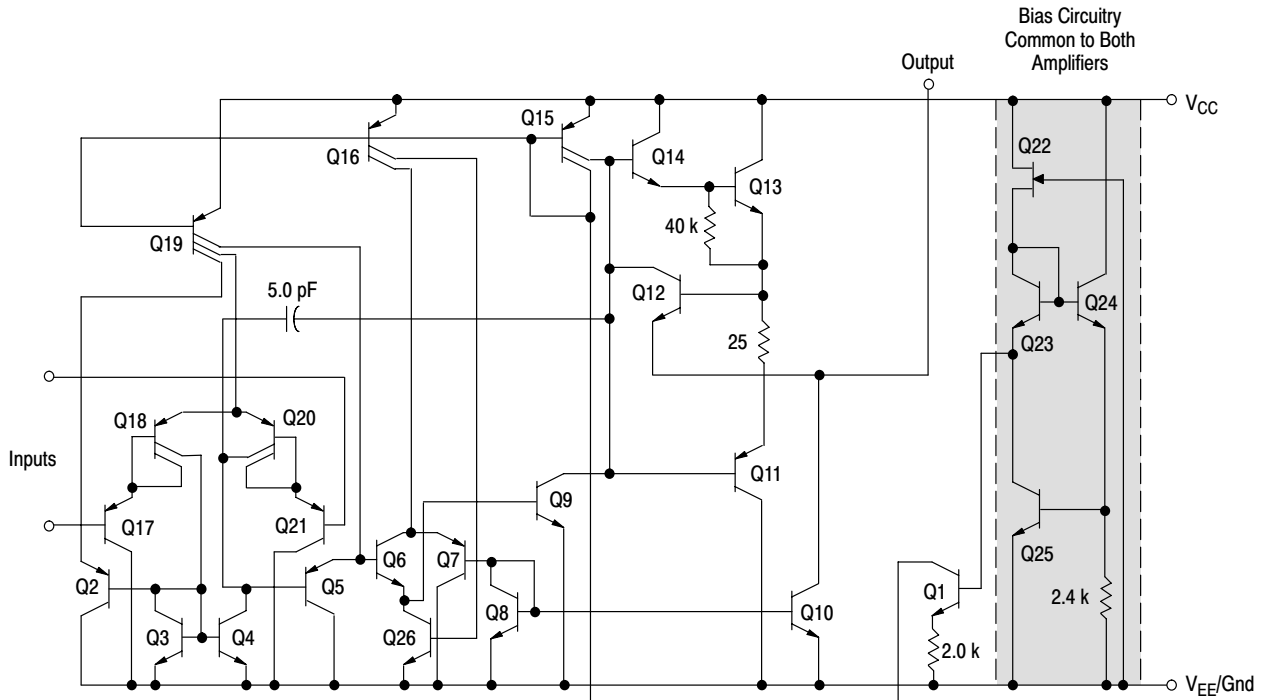 Bias Circuitry
Common to Both
Amplifiers
Output
VCC
Q15
Q16
Q14
Q22
Q13
Q19
40 k
5.0 pF
Q12
Q24
25
Q23
Q18
Q20
Inputs
Q11
Q17
Q21
Q9
Q25
Q2
Q5
Q6
Q7
Q1
2.4 k
Q3
Q4
Q26
Q8
Q10
2.0 k
VEE/Gnd